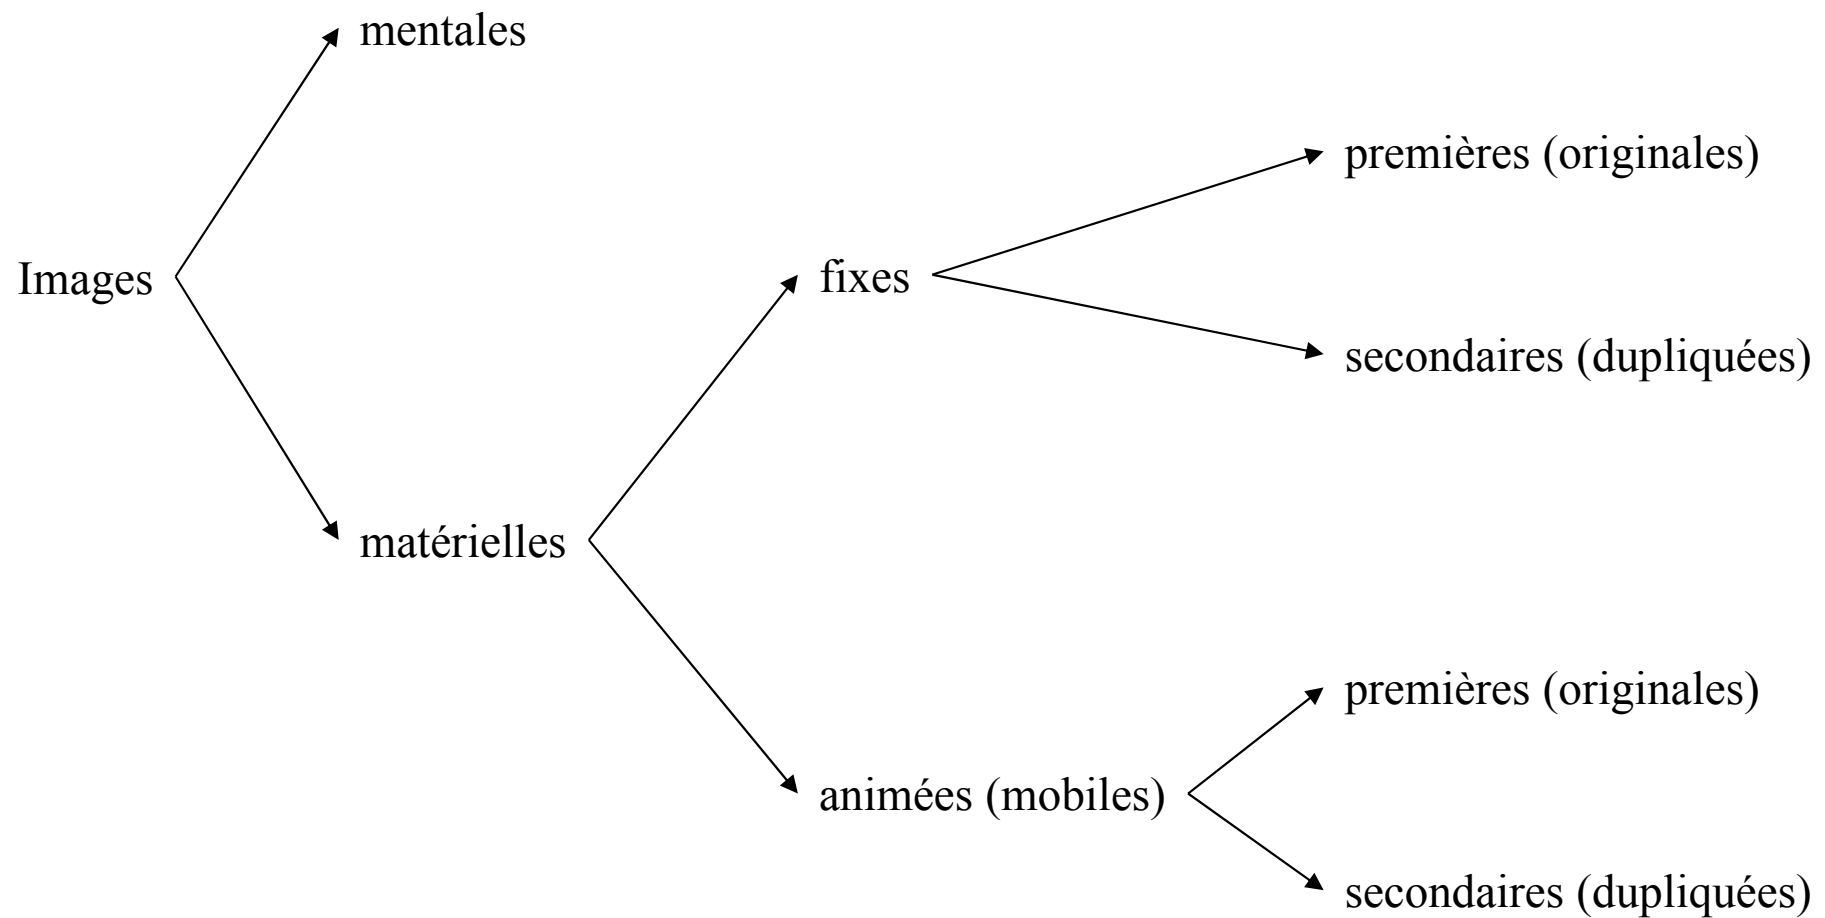 mentales
premières (originales)
Images
fixes
secondaires (dupliquées)
matérielles
premières (originales)
animées (mobiles)
secondaires (dupliquées)